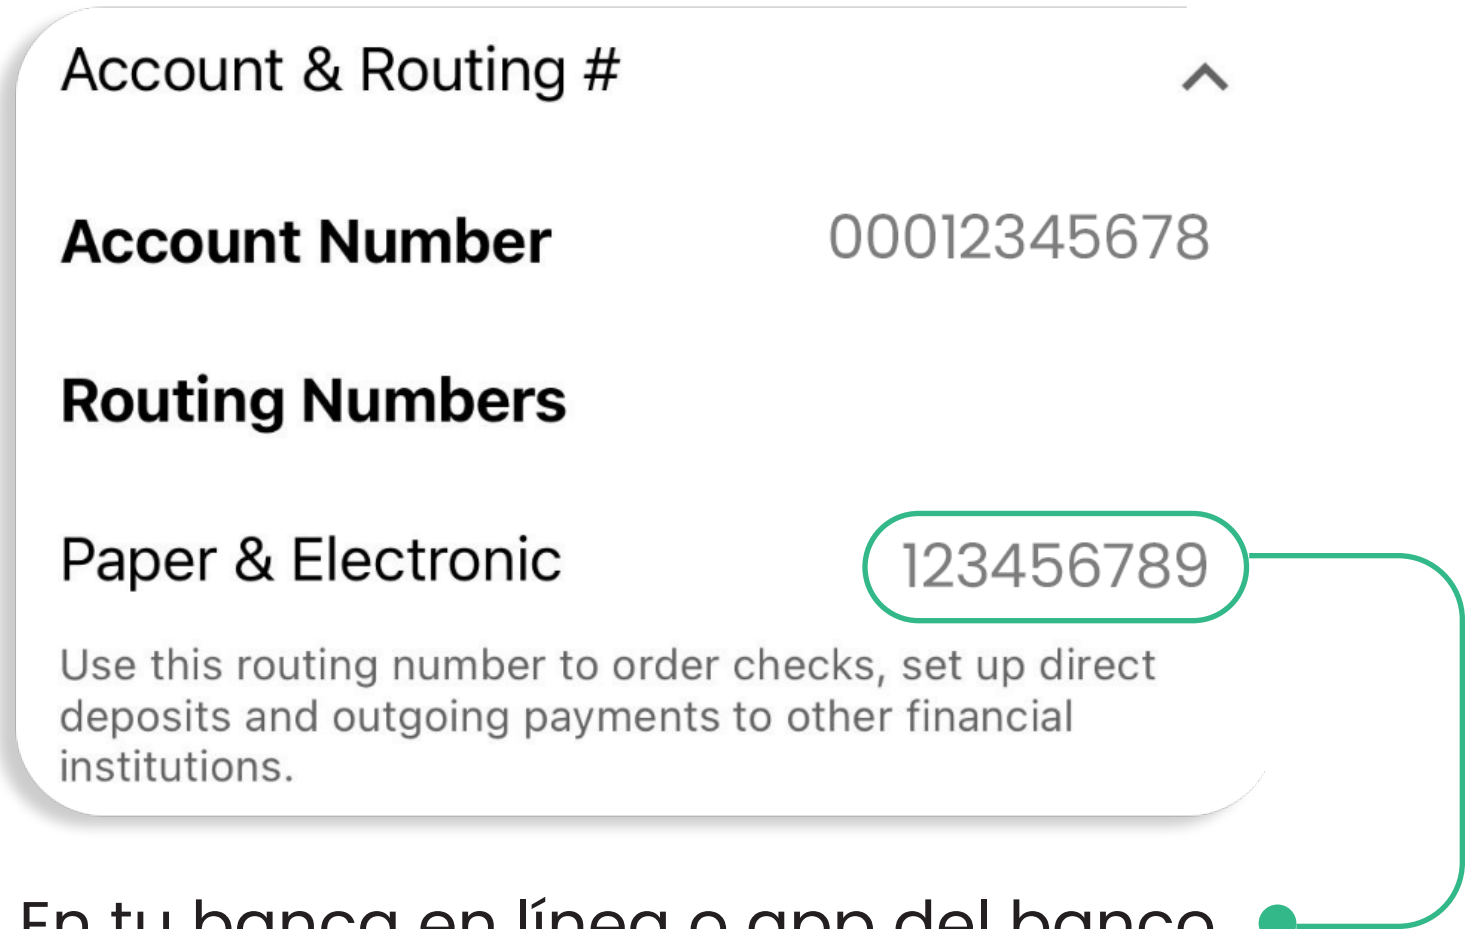 Account & Routing #
Account Number 00012345678
Routing Numbers
Paper & Electronic 123456789
Use this routing number to order checks, set up direct
deposits and outgoing payments to other financial
institutions.
En tu banca en línea o app del banco